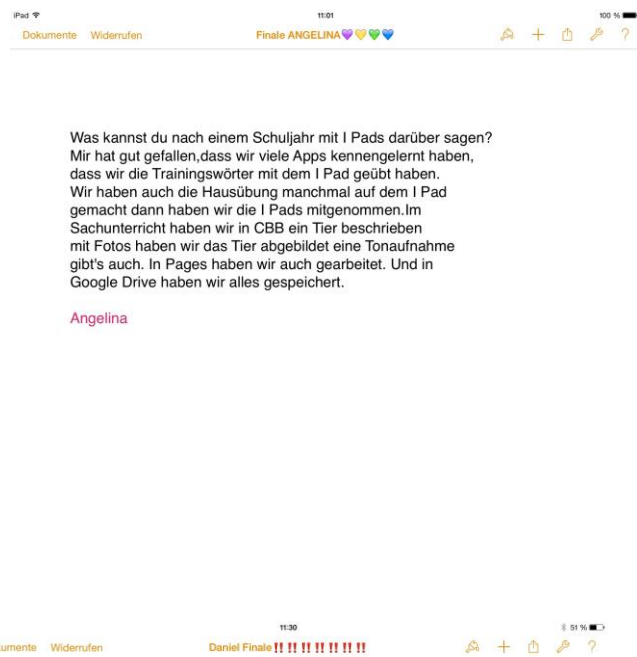 iPad 11:01 100 %
Dokumente Widerrufen Finale ANGELINA💜💛💚💙 ?
Was kannst du nach einem Schuljahr mit I Pads darüber sagen?
Mir hat gut gefallen,dass wir viele Apps kennengelernt haben,
dass wir die Trainingswörter mit dem I Pad geübt haben.
Wir haben auch die Hausübung manchmal auf dem I Pad
gemacht dann haben wir die I Pads mitgenommen.Im
Sachunterricht haben wir in CBB ein Tier beschrieben
mit Fotos haben wir das Tier abgebildet eine Tonaufnahme
gibt's auch. In Pages haben wir auch gearbeitet. Und in
Google Drive haben wir alles gespeichert.
Angelina
11:30 51 %
umente Widerrufen Daniel Finale‼️‼️‼️‼️‼️‼️‼️ ?